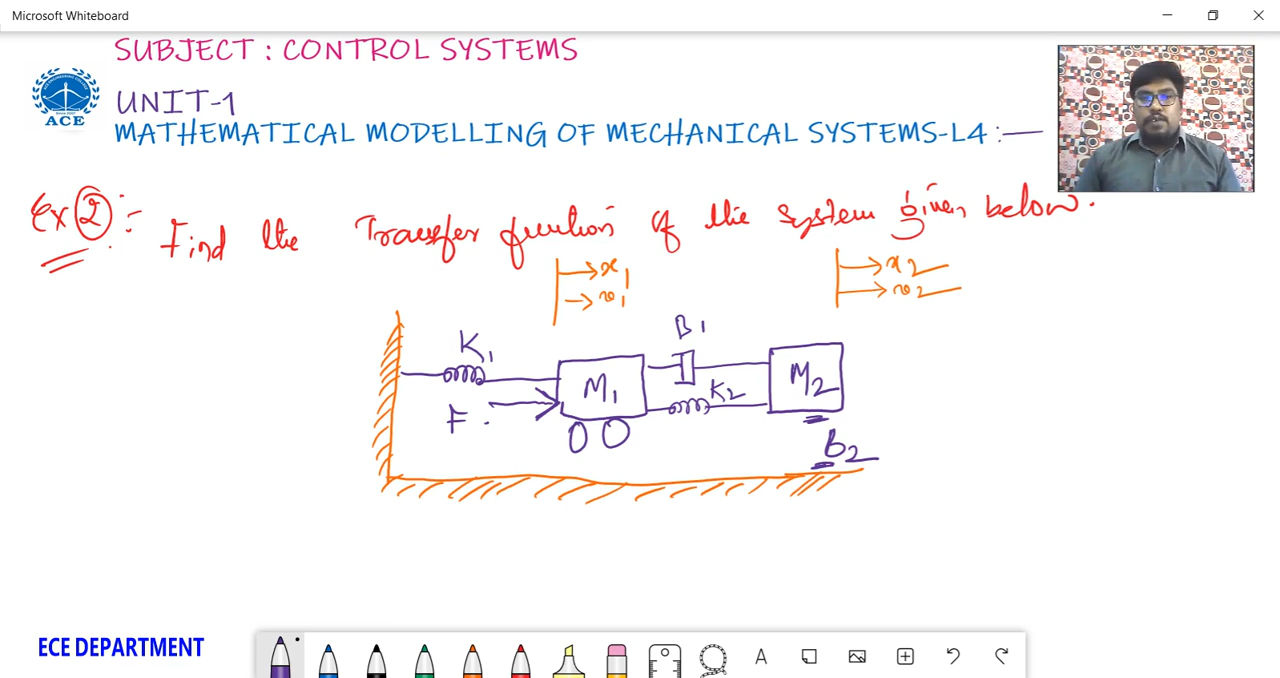 Microsoft Whiteboard
SUBJECT : CONTROL SYSTEMS
ACE
UNIT-1
MATHEMATICAL MODELLING OF MECHANICAL SYSTEMS-L4 :-
Ex ② :- Find the Transfer function of the system given below.
x1
v1
x2
v2
K1
B1
M1
K2
M2
F
B2
ECE DEPARTMENT
A